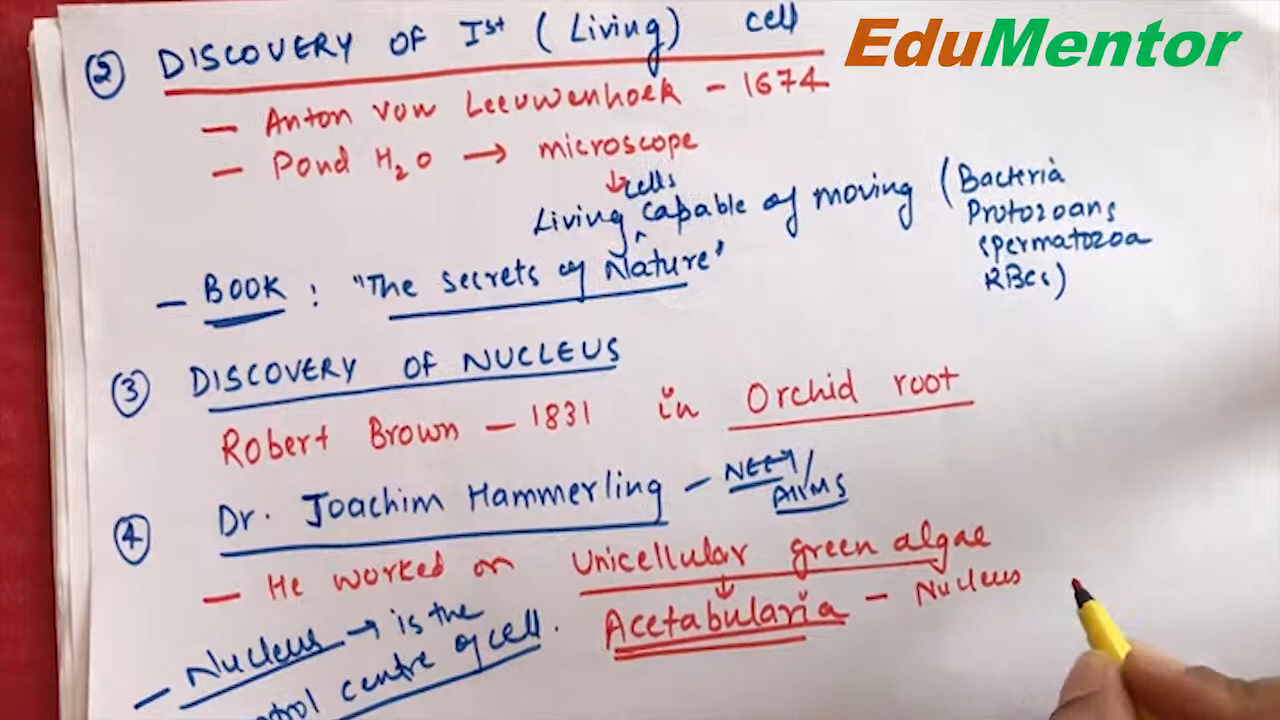 EduMentor
② DISCOVERY OF Ist (Living) cell
— Anton von Leeuwenhoek – 1674
— Pond H₂O → microscope
↓
Living ^cells capable of moving (Bacteria
Protozoans
spermatozoa
RBCs)
— BOOK : "The secrets of Nature"
③ DISCOVERY OF NUCLEUS
Robert Brown – 1831 in Orchid root
④ Dr. Joachim Hammerling – NEET/
AIIMS
— He worked on Unicellular green algae
↓
Acetabularia – Nucleus
— Nucleus → is the
centre of cell.